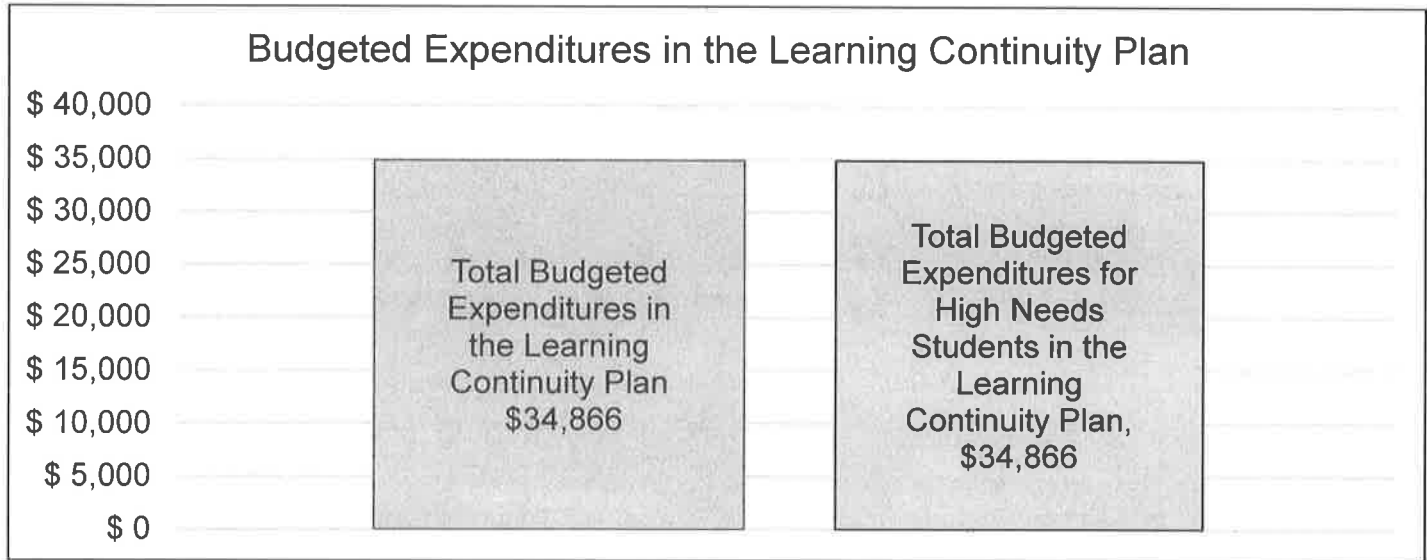 Budgeted Expenditures in the Learning Continuity Plan
$ 40,000
$ 35,000
$ 30,000
$ 25,000
$ 20,000
$ 15,000
$ 10,000
$ 5,000
$ 0
Total Budgeted
Expenditures in
the Learning
Continuity Plan
$34,866
Total Budgeted
Expenditures for
High Needs
Students in the
Learning
Continuity Plan,
$34,866